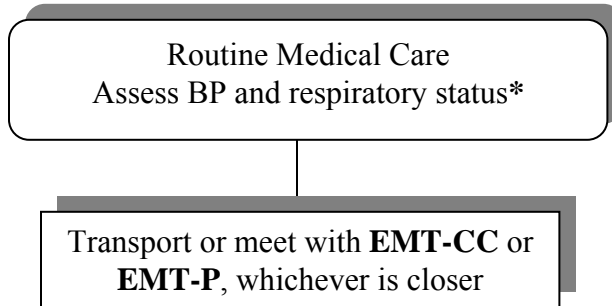 Routine Medical Care
Assess BP and respiratory status*
Transport or meet with EMT-CC or
EMT-P, whichever is closer